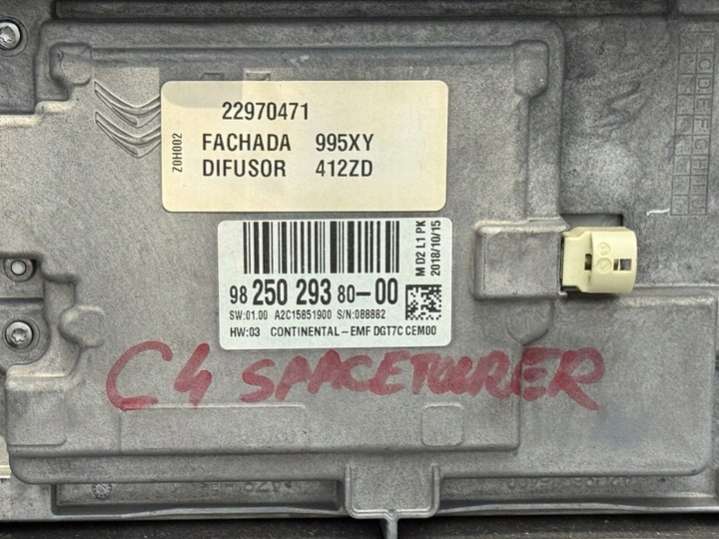 22970471
Z0H002
FACHADA 995XY
DIFUSOR 412ZD
M D2 L1 PK
2018/10/15
98 250 293 80-00
SW:01.00 A2C15851900 S/N:088882
HW:03 CONTINENTAL-EMF DGT7C CEM00
C4 SPACETOURER